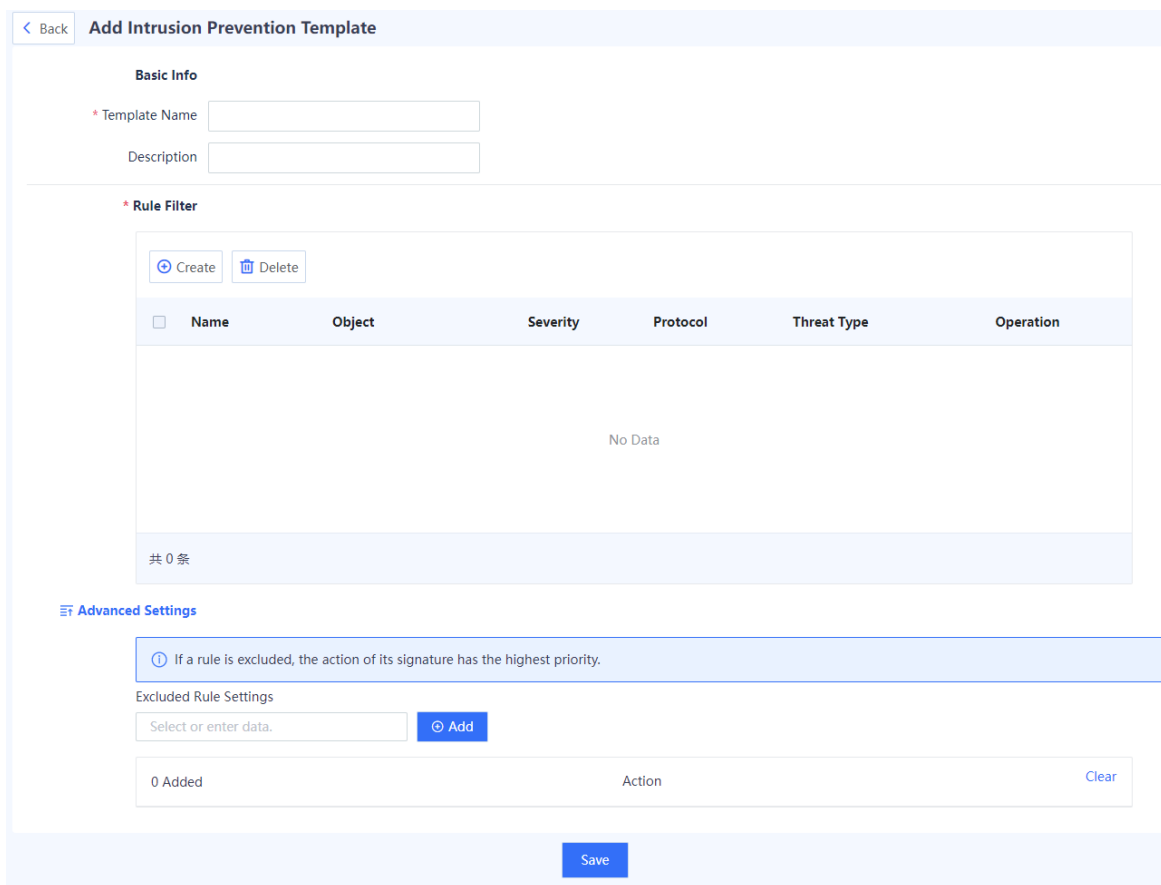 Back Add Intrusion Prevention Template
Basic Info
* Template Name
Description
* Rule Filter
Create Delete
Name Object Severity Protocol Threat Type Operation
No Data
共 0 条
Advanced Settings
If a rule is excluded, the action of its signature has the highest priority.
Excluded Rule Settings
Select or enter data. Add
0 Added Action Clear
Save